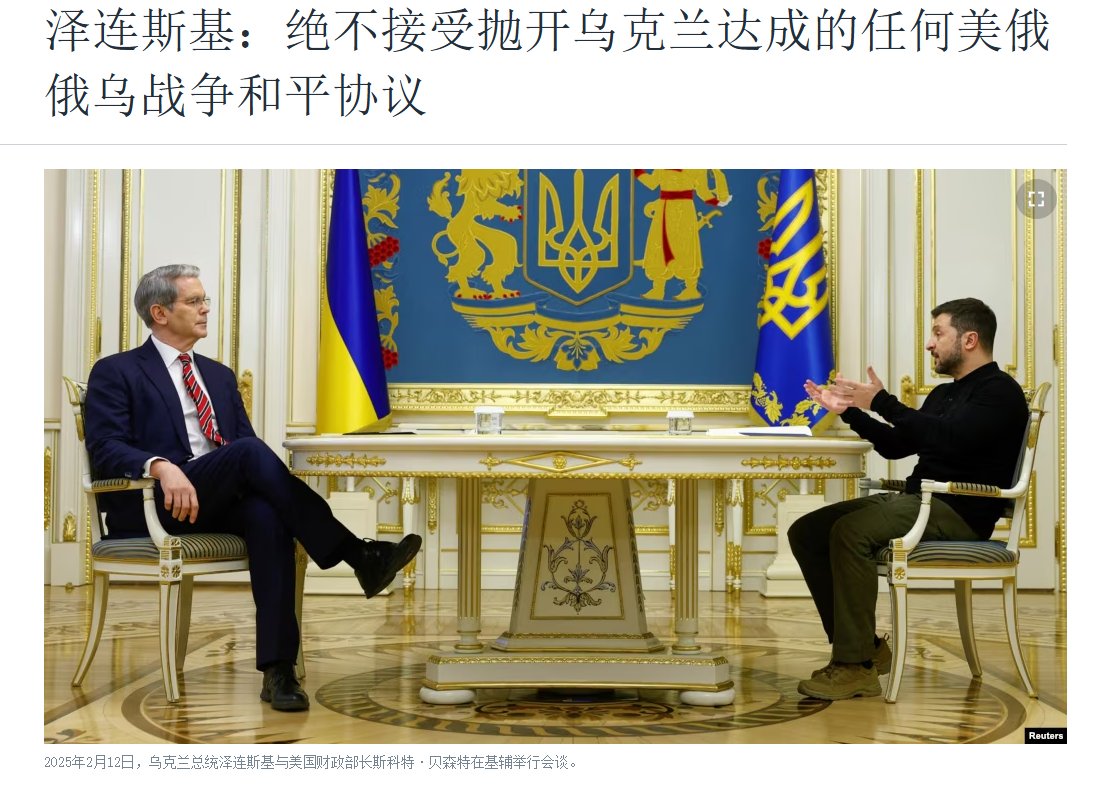 泽连斯基：绝不接受抛开乌克兰达成的任何美俄
俄乌战争和平协议
Reuters
2025年2月12日，乌克兰总统泽连斯基与美国财政部长斯科特·贝森特在基辅举行会谈。